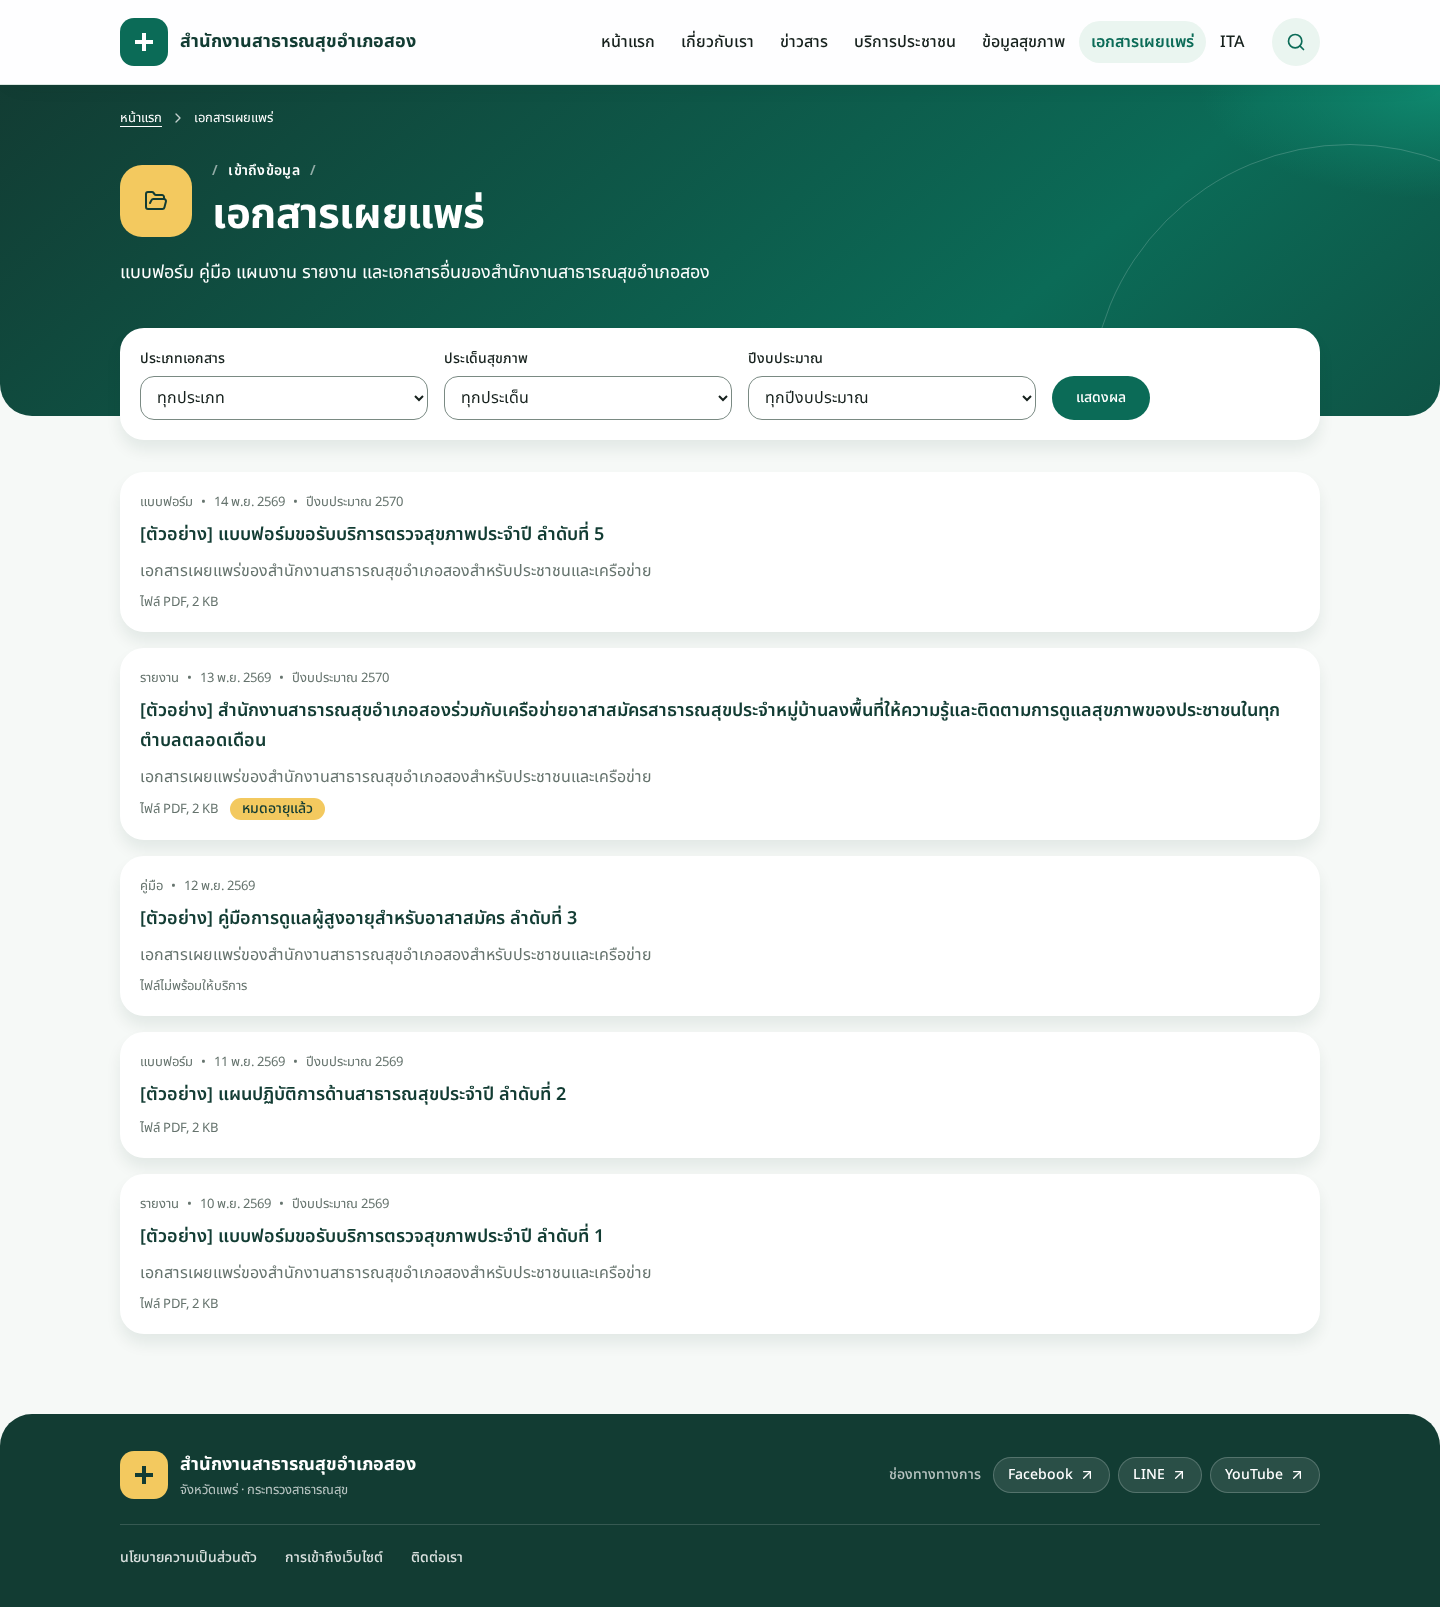 สำนักงานสาธารณสุขอำเภอสอง
หน้าแรก เกี่ยวกับเรา ข่าวสาร บริการประชาชน ข้อมูลสุขภาพ เอกสารเผยแพร่ ITA
หน้าแรก เอกสารเผยแพร่
/ เข้าถึงข้อมูล /
เอกสารเผยแพร่
แบบฟอร์ม คู่มือ แผนงาน รายงาน และเอกสารอื่นของสำนักงานสาธารณสุขอำเภอสอง
ประเภทเอกสาร ประเด็นสุขภาพ ปีงบประมาณ
ทุกประเภท ทุกประเด็น ทุกปีงบประมาณ แสดงผล
แบบฟอร์ม • 14 พ.ย. 2569 • ปีงบประมาณ 2570
[ตัวอย่าง] แบบฟอร์มขอรับบริการตรวจสุขภาพประจำปี ลำดับที่ 5
เอกสารเผยแพร่ของสำนักงานสาธารณสุขอำเภอสองสำหรับประชาชนและเครือข่าย
ไฟล์ PDF, 2 KB
รายงาน • 13 พ.ย. 2569 • ปีงบประมาณ 2570
[ตัวอย่าง] สำนักงานสาธารณสุขอำเภอสองร่วมกับเครือข่ายอาสาสมัครสาธารณสุขประจำหมู่บ้านลงพื้นที่ให้ความรู้และติดตามการดูแลสุขภาพของประชาชนในทุก
ตำบลตลอดเดือน
เอกสารเผยแพร่ของสำนักงานสาธารณสุขอำเภอสองสำหรับประชาชนและเครือข่าย
ไฟล์ PDF, 2 KB หมดอายุแล้ว
คู่มือ • 12 พ.ย. 2569
[ตัวอย่าง] คู่มือการดูแลผู้สูงอายุสำหรับอาสาสมัคร ลำดับที่ 3
เอกสารเผยแพร่ของสำนักงานสาธารณสุขอำเภอสองสำหรับประชาชนและเครือข่าย
ไฟล์ไม่พร้อมให้บริการ
แบบฟอร์ม • 11 พ.ย. 2569 • ปีงบประมาณ 2569
[ตัวอย่าง] แผนปฏิบัติการด้านสาธารณสุขประจำปี ลำดับที่ 2
ไฟล์ PDF, 2 KB
รายงาน • 10 พ.ย. 2569 • ปีงบประมาณ 2569
[ตัวอย่าง] แบบฟอร์มขอรับบริการตรวจสุขภาพประจำปี ลำดับที่ 1
เอกสารเผยแพร่ของสำนักงานสาธารณสุขอำเภอสองสำหรับประชาชนและเครือข่าย
ไฟล์ PDF, 2 KB
สำนักงานสาธารณสุขอำเภอสอง
จังหวัดแพร่ · กระทรวงสาธารณสุข
ช่องทางทางการ Facebook LINE YouTube
นโยบายความเป็นส่วนตัว การเข้าถึงเว็บไซต์ ติดต่อเรา